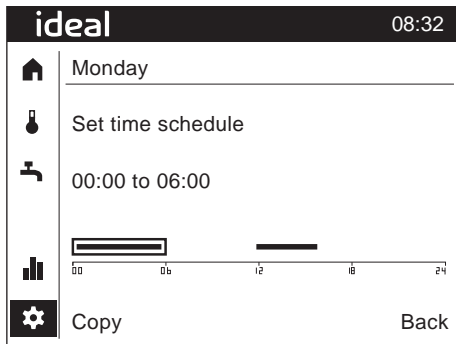 ideal 08:32
Monday
Set time schedule
00:00 to 06:00
00 06 12 18 24
Copy Back